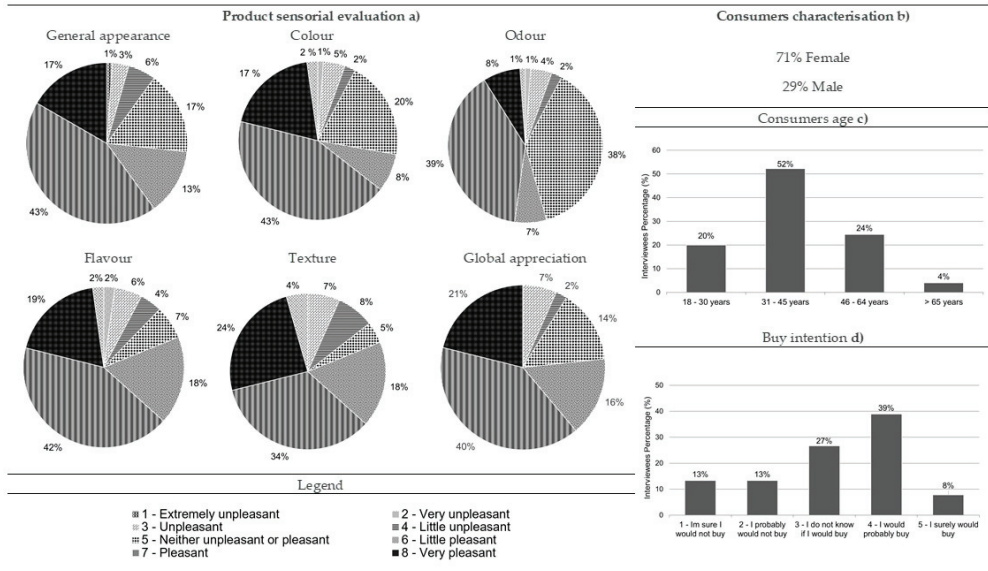 Product sensorial evaluation a)
General appearance
1%
3%
6%
17%
13%
43%
17%
Colour
2 %
1%
5%
2%
20%
8%
43%
17 %
Odour
1%
1%
4%
2%
38%
7%
39%
8%
Flavour
2%
2%
6%
4%
7%
18%
42%
19%
Texture
4%
7%
8%
5%
18%
34%
24%
Global appreciation
7%
2%
14%
16%
40%
21%
Legend
1 - Extremely unpleasant
2 - Very unpleasant
3 - Unpleasant
4 - Little unpleasant
5 - Neither unpleasant or pleasant
6 - Little pleasant
7 - Pleasant
8 - Very pleasant
Consumers characterisation b)
71% Female
29% Male
Consumers age c)
Interviewees Percentage (%)
60
50
40
30
20
10
0
20%
52%
24%
4%
18 - 30 years
31 - 45 years
46 - 64 years
> 65 years
Buy intention d)
Interviewees Percentage (%)
50
40
30
20
10
0
13%
13%
27%
39%
8%
1 - Im sure I
would not buy
2 - I probably
would not buy
3 - I do not know
if I would buy
4 - I would
probably buy
5 - I surely would
buy